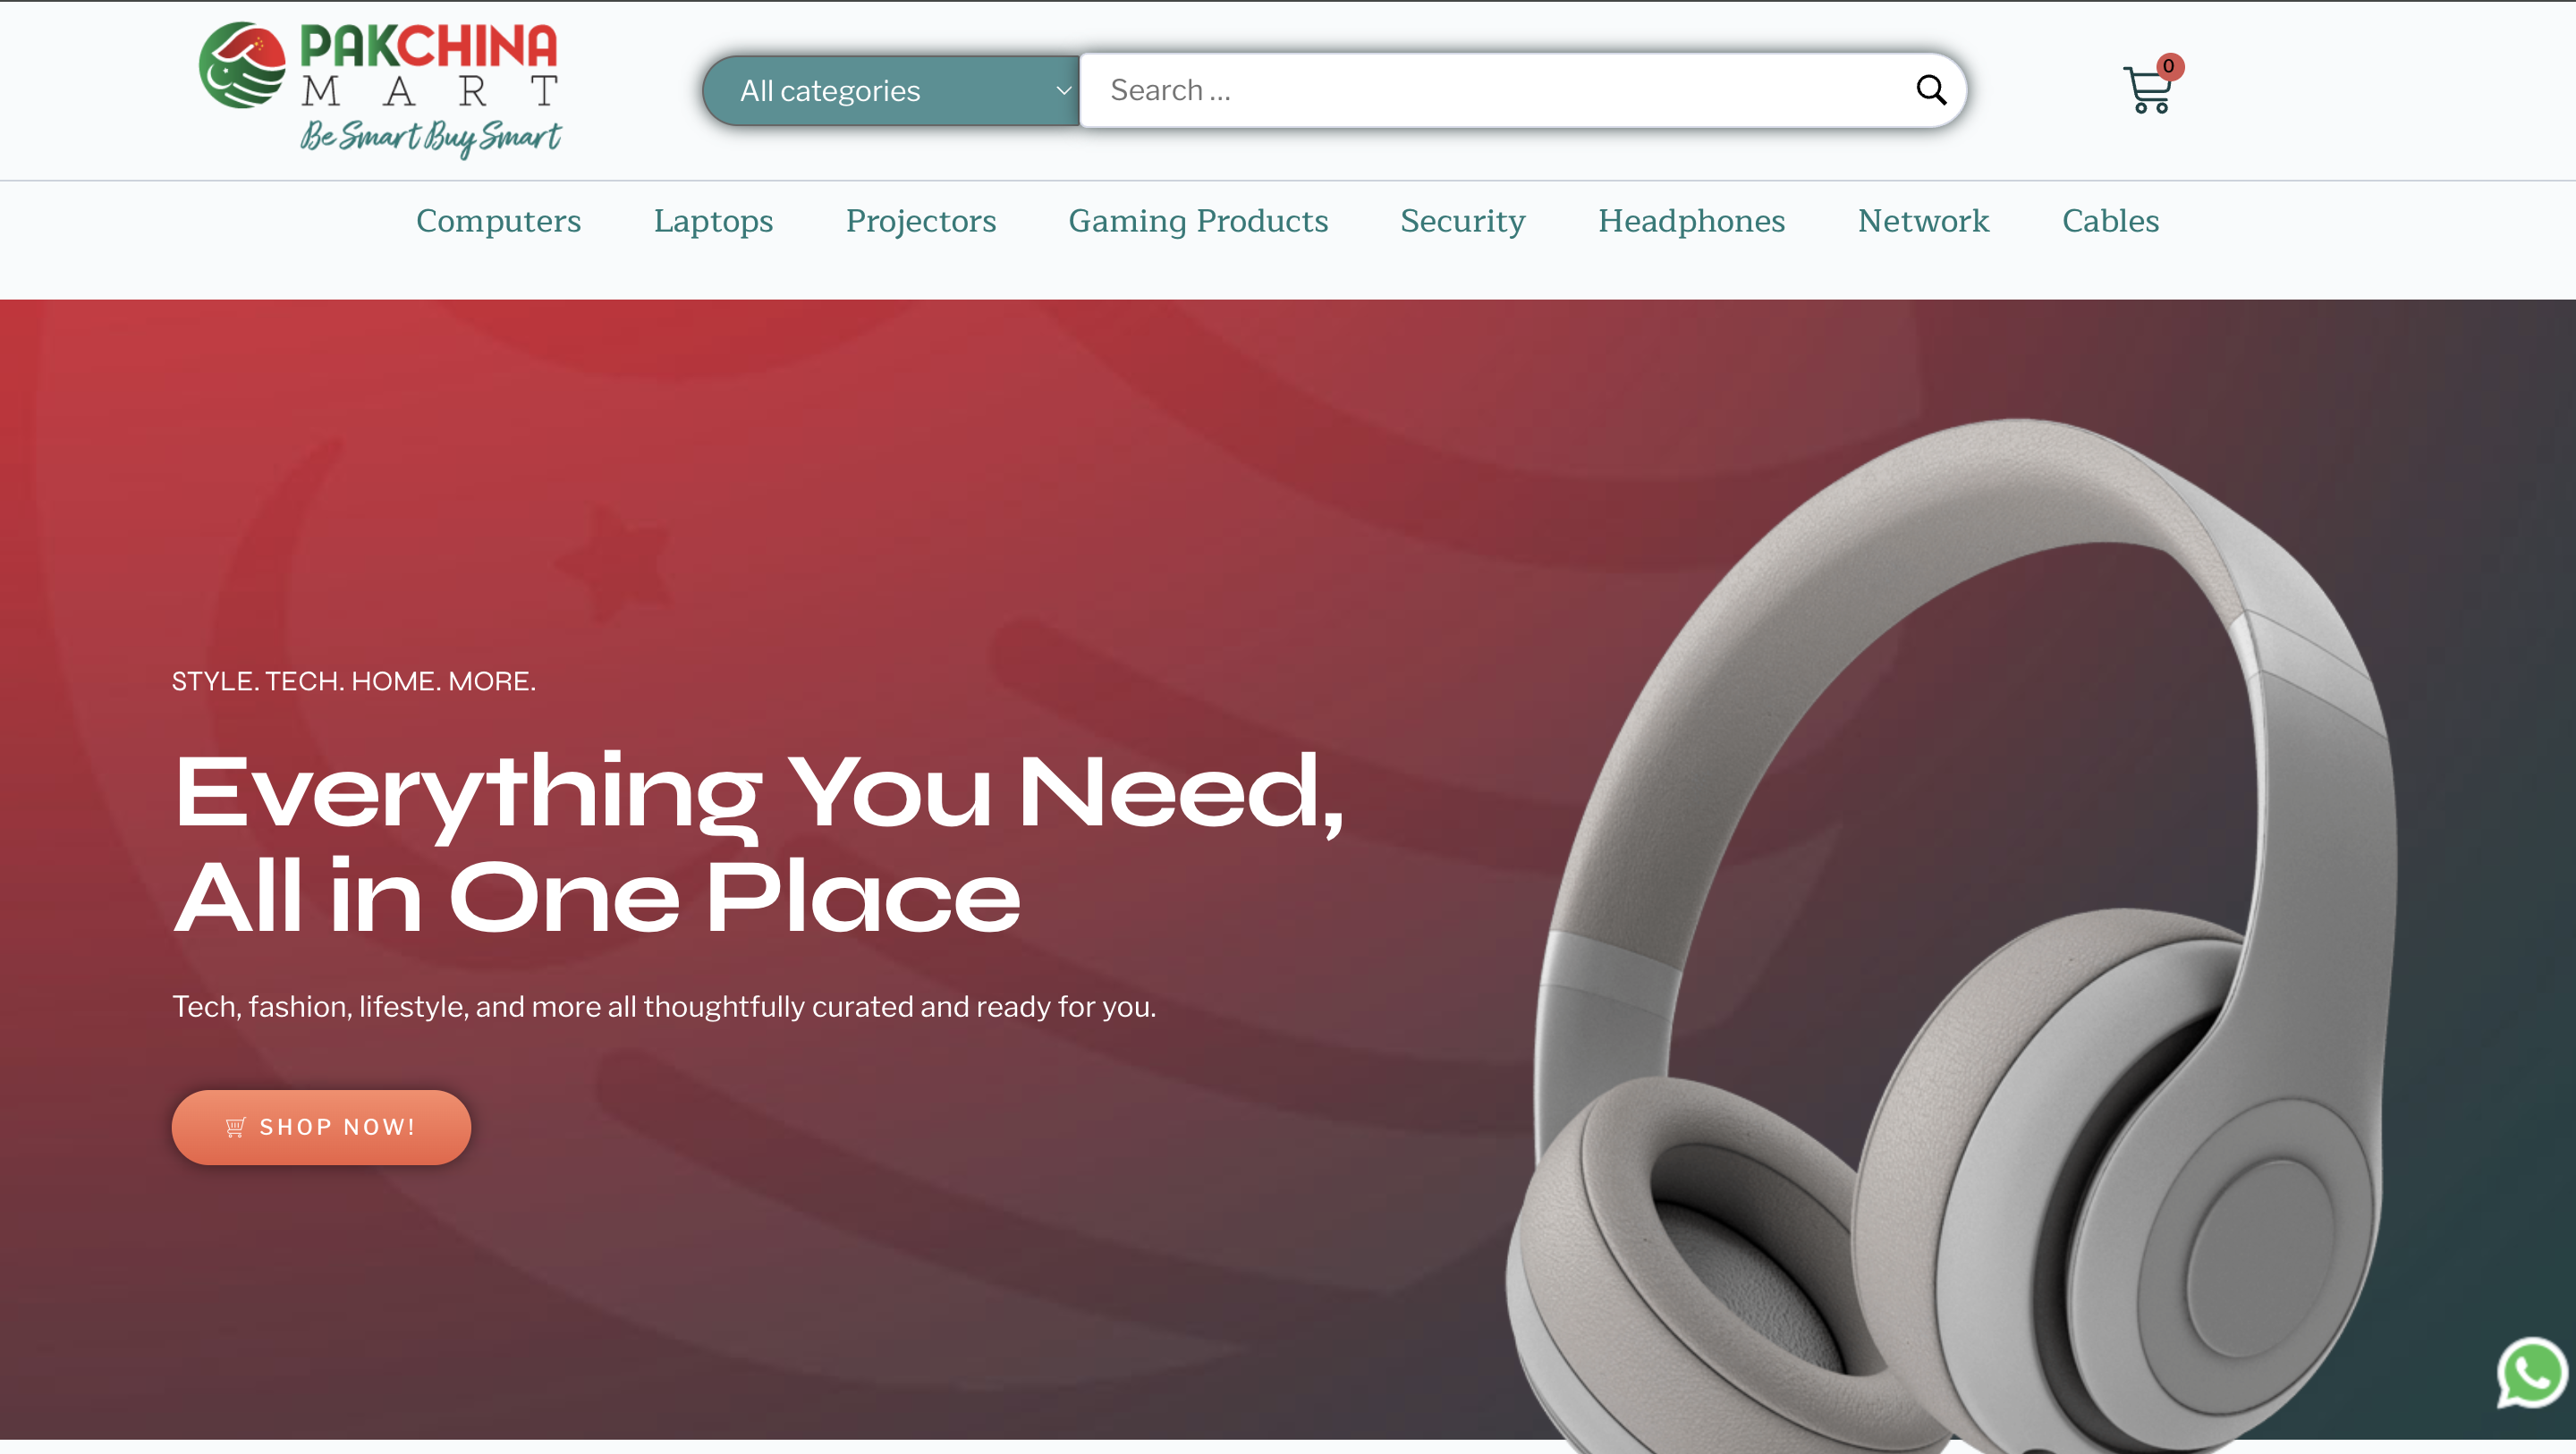 PAKCHINA
MART
Be Smart Buy Smart
All categories
Search ...
0
Computers Laptops Projectors Gaming Products Security Headphones Network Cables
STYLE. TECH. HOME. MORE.
Everything You Need,
All in One Place
Tech, fashion, lifestyle, and more all thoughtfully curated and ready for you.
SHOP NOW!